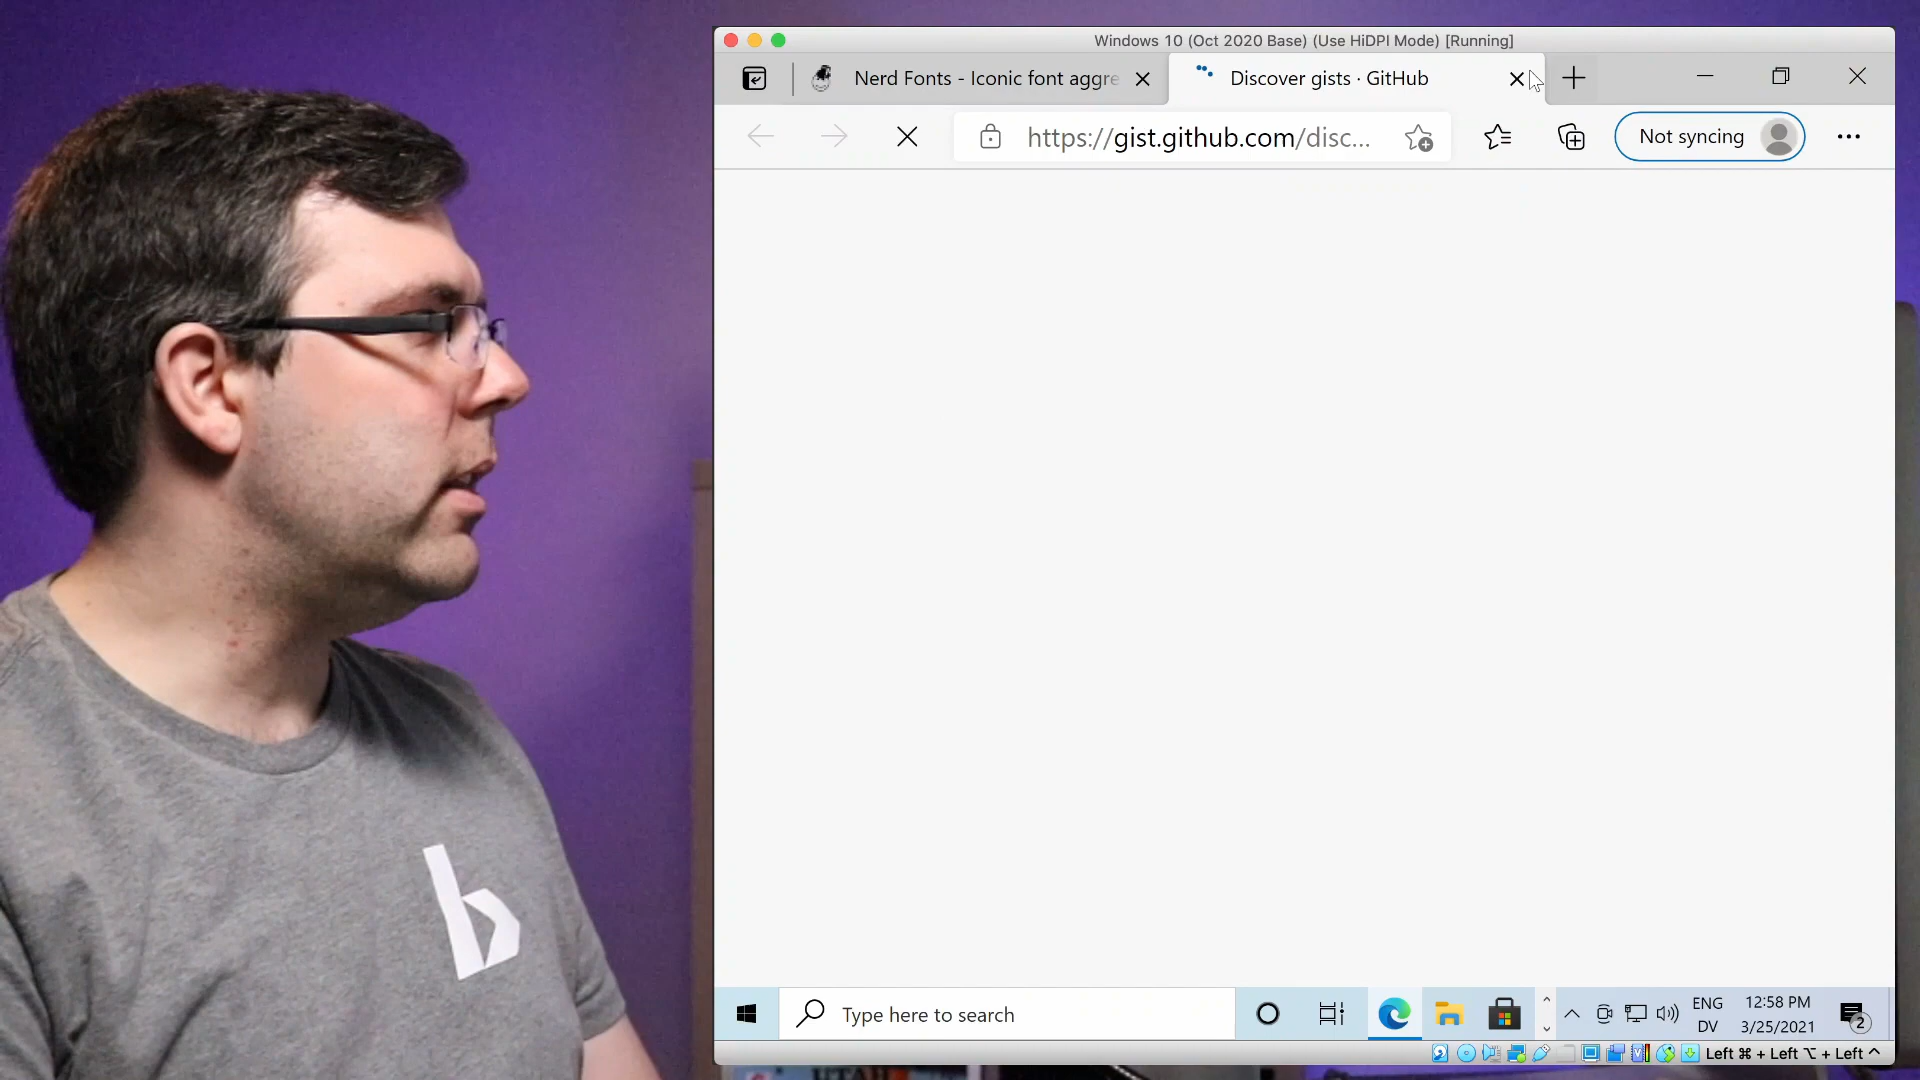 Windows 10 (Oct 2020 Base) (Use HiDPI Mode) [Running]
Nerd Fonts - Iconic font aggre
Discover gists · GitHub
https://gist.github.com/disc...
Not syncing
b
Type here to search
ENG
DV
12:58 PM
3/25/2021
2
Left ⌘ + Left ⌥ + Left ^